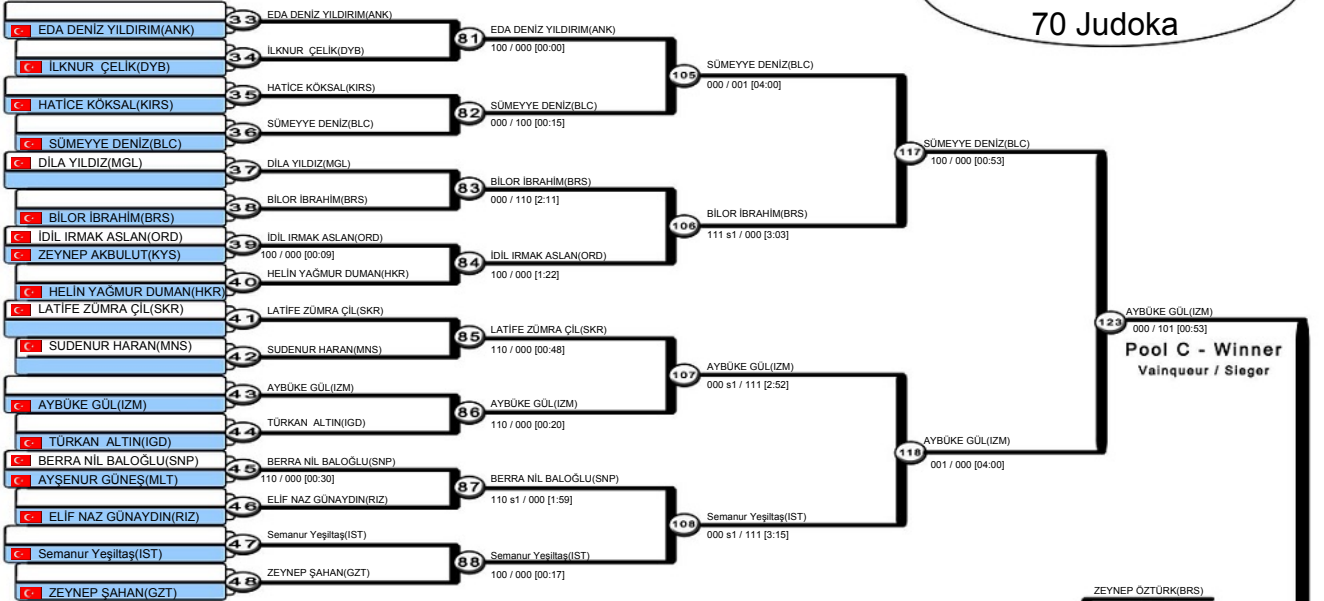 70 Judoka
EDA DENİZ YILDIRIM(ANK)
İLKNUR ÇELİK(DYB)
HATİCE KÖKSAL(KIRS)
SÜMEYYE DENİZ(BLC)
DİLA YILDIZ(MGL)
BİLOR İBRAHİM(BRS)
İDİL IRMAK ASLAN(ORD)
ZEYNEP AKBULUT(KYS)
HELİN YAĞMUR DUMAN(HKR)
LATİFE ZÜMRA ÇİL(SKR)
SUDENUR HARAN(MNS)
AYBÜKE GÜL(IZM)
TÜRKAN ALTIN(IGD)
BERRA NİL BALOĞLU(SNP)
AYŞENUR GÜNEŞ(MLT)
ELİF NAZ GÜNAYDIN(RIZ)
Semanur Yeşiltaş(IST)
ZEYNEP ŞAHAN(GZT)
33 EDA DENİZ YILDIRIM(ANK)
34 İLKNUR ÇELİK(DYB)
35 HATİCE KÖKSAL(KIRS)
36 SÜMEYYE DENİZ(BLC)
37 DİLA YILDIZ(MGL)
38 BİLOR İBRAHİM(BRS)
39 İDİL IRMAK ASLAN(ORD)
100 / 000 [00:09]
40 HELİN YAĞMUR DUMAN(HKR)
41 LATİFE ZÜMRA ÇİL(SKR)
42 SUDENUR HARAN(MNS)
43 AYBÜKE GÜL(IZM)
44 TÜRKAN ALTIN(IGD)
45 BERRA NİL BALOĞLU(SNP)
110 / 000 [00:30]
46 ELİF NAZ GÜNAYDIN(RIZ)
47 Semanur Yeşiltaş(IST)
48 ZEYNEP ŞAHAN(GZT)
81 EDA DENİZ YILDIRIM(ANK)
100 / 000 [00:00]
82 SÜMEYYE DENİZ(BLC)
000 / 100 [00:15]
83 BİLOR İBRAHİM(BRS)
000 / 110 [2:11]
84 İDİL IRMAK ASLAN(ORD)
100 / 000 [1:22]
85 LATİFE ZÜMRA ÇİL(SKR)
110 / 000 [00:48]
86 AYBÜKE GÜL(IZM)
110 / 000 [00:20]
87 BERRA NİL BALOĞLU(SNP)
110 s1 / 000 [1:59]
88 Semanur Yeşiltaş(IST)
100 / 000 [00:17]
105 SÜMEYYE DENİZ(BLC)
000 / 001 [04:00]
106 BİLOR İBRAHİM(BRS)
111 s1 / 000 [3:03]
107 AYBÜKE GÜL(IZM)
000 s1 / 111 [2:52]
108 Semanur Yeşiltaş(IST)
000 s1 / 111 [3:15]
117 SÜMEYYE DENİZ(BLC)
100 / 000 [00:53]
118 AYBÜKE GÜL(IZM)
001 / 000 [04:00]
123 AYBÜKE GÜL(IZM)
000 / 101 [00:53]
Pool C - Winner
Vainqueur / Sieger
ZEYNEP ÖZTÜRK(BRS)